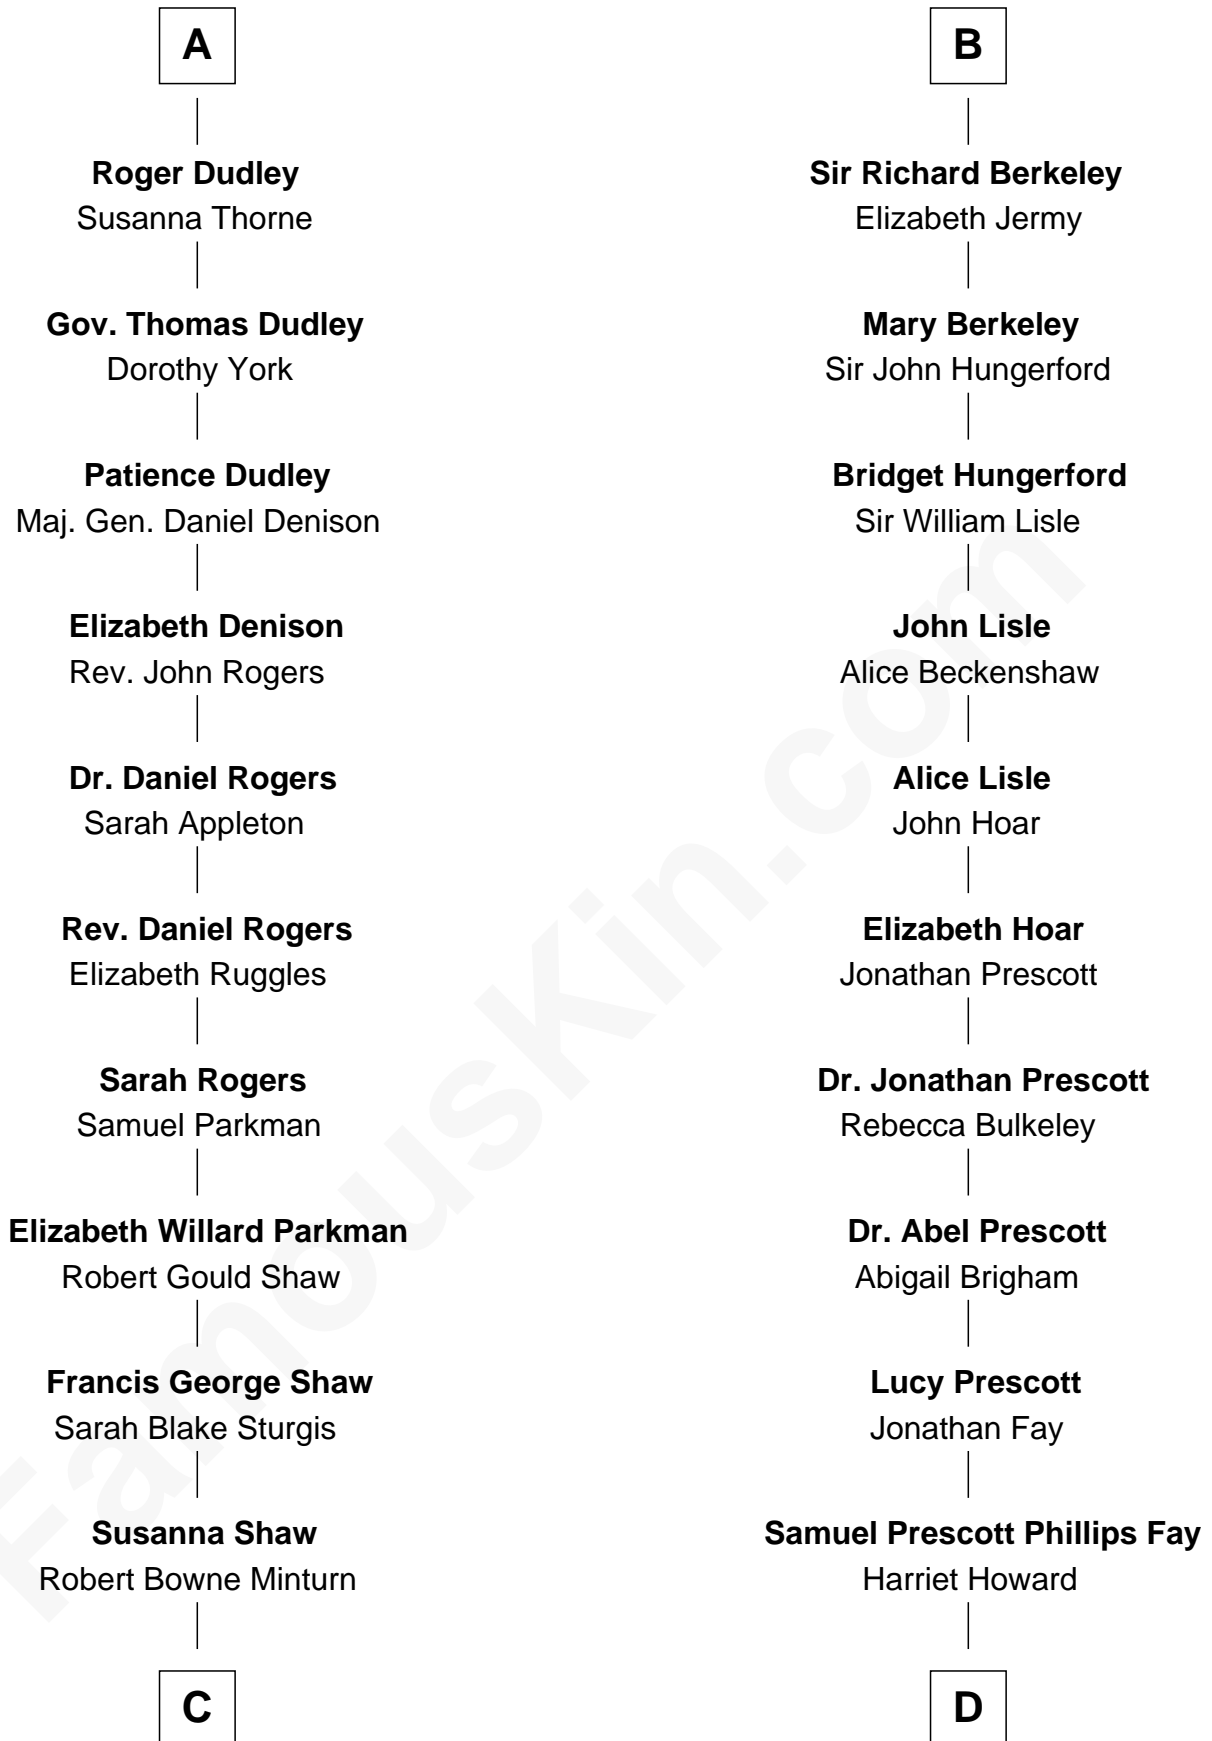 A
Roger Dudley
Susanna Thorne
Gov. Thomas Dudley
Dorothy York
Patience Dudley
Maj. Gen. Daniel Denison
Elizabeth Denison
Rev. John Rogers
Dr. Daniel Rogers
Sarah Appleton
Rev. Daniel Rogers
Elizabeth Ruggles
Sarah Rogers
Samuel Parkman
Elizabeth Willard Parkman
Robert Gould Shaw
Francis George Shaw
Sarah Blake Sturgis
Susanna Shaw
Robert Bowne Minturn
C
B
Sir Richard Berkeley
Elizabeth Jermy
Mary Berkeley
Sir John Hungerford
Bridget Hungerford
Sir William Lisle
John Lisle
Alice Beckenshaw
Alice Lisle
John Hoar
Elizabeth Hoar
Jonathan Prescott
Dr. Jonathan Prescott
Rebecca Bulkeley
Dr. Abel Prescott
Abigail Brigham
Lucy Prescott
Jonathan Fay
Samuel Prescott Phillips Fay
Harriet Howard
D
FamousKin.com